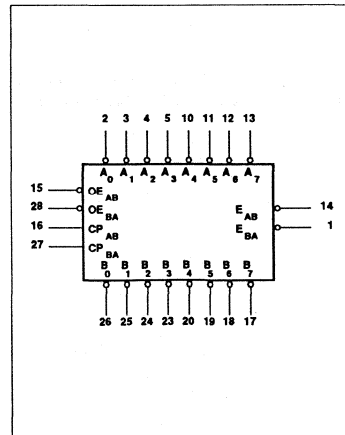 2 3 4 5 10 11 12 13
A0 A1 A2 A3 A4 A5 A6 A7
15 OEAB
28 OEBA EAB 14
16 CPAB EBA 1
27 CPBA
B0 B1 B2 B3 B4 B5 B6 B7
26 25 24 23 20 19 18 17